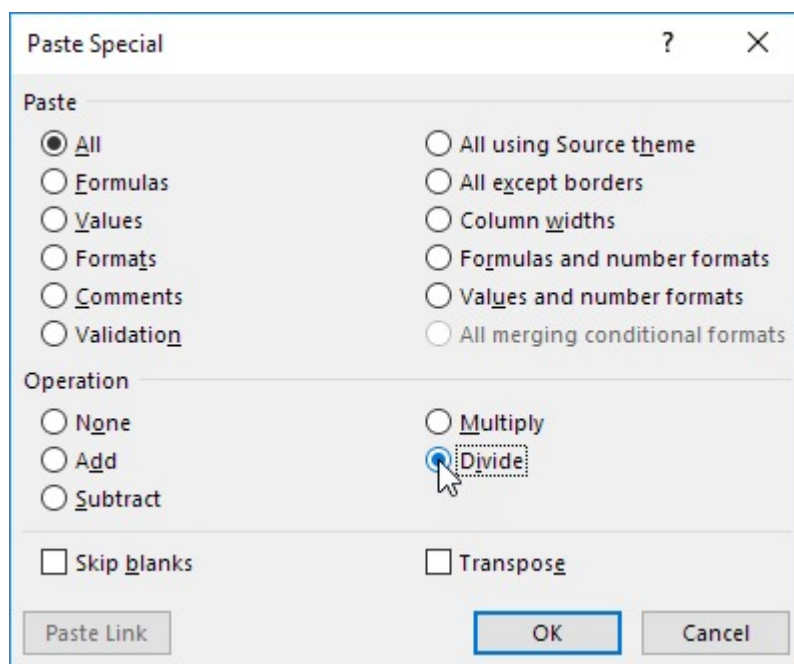 Paste Special ?
Paste
All
Formulas
Values
Formats
Comments
Validation
All using Source theme
All except borders
Column widths
Formulas and number formats
Values and number formats
All merging conditional formats
Operation
None
Add
Subtract
Multiply
Divide
Skip blanks
Transpose
Paste Link
OK
Cancel